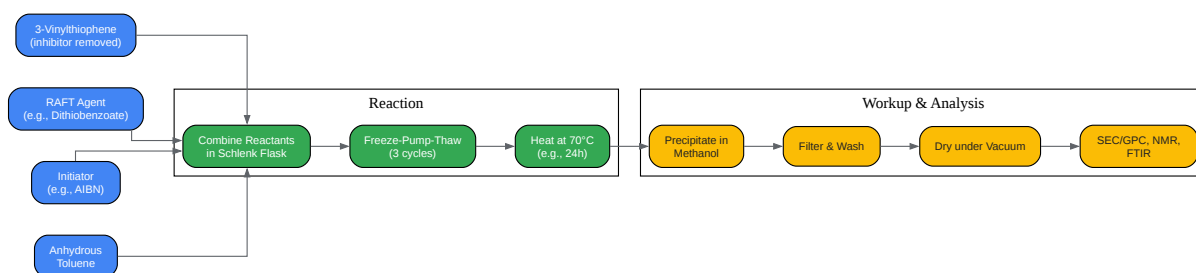 3-Vinylthiophene
(inhibitor removed)
RAFT Agent
(e.g., Dithiobenzoate)
Initiator
(e.g., AIBN)
Anhydrous
Toluene
Reaction
Combine Reactants
in Schlenk Flask
Freeze-Pump-Thaw
(3 cycles)
Heat at 70°C
(e.g., 24h)
Workup & Analysis
Precipitate in
Methanol
Filter & Wash
Dry under Vacuum
SEC/GPC, NMR,
FTIR